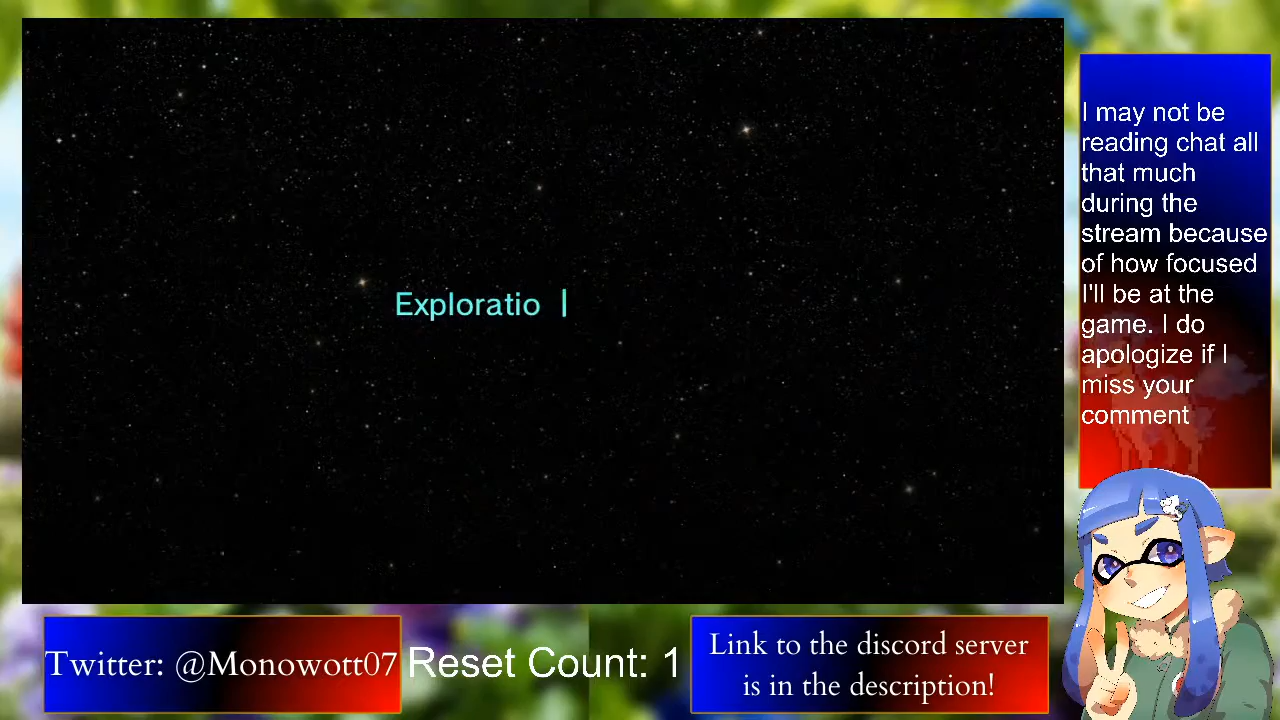 Exploratio |
I may not be
reading chat all
that much
during the
stream because
of how focused
I'll be at the
game. I do
apologize if I
miss your
comment
Twitter: @Monowott07
Reset Count: 1
Link to the discord server
is in the description!